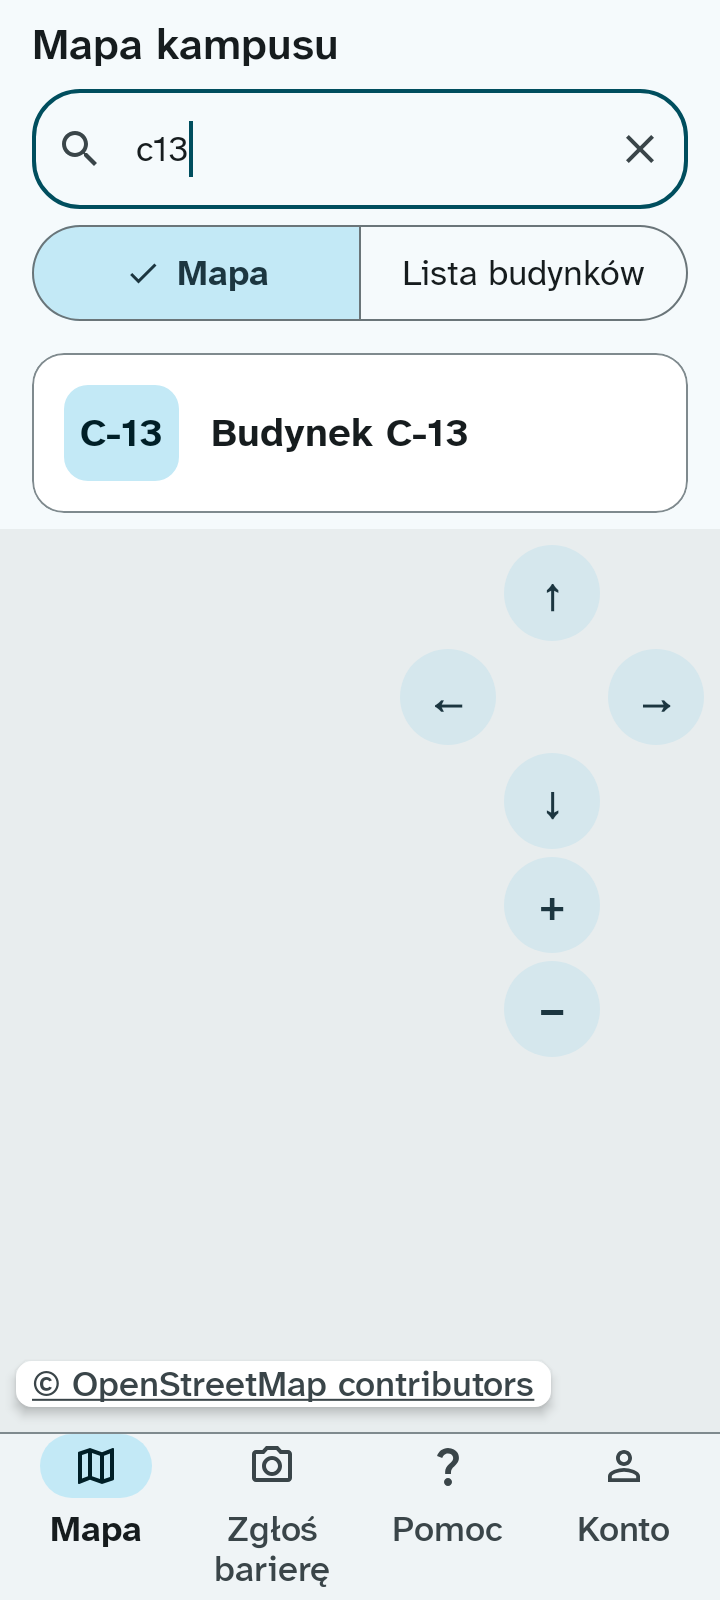 Mapa kampusu
c13
Mapa
Lista budynków
C-13
Budynek C-13
↑
←
→
↓
+
−
© OpenStreetMap contributors
Mapa
Zgłoś
barierę
Pomoc
Konto